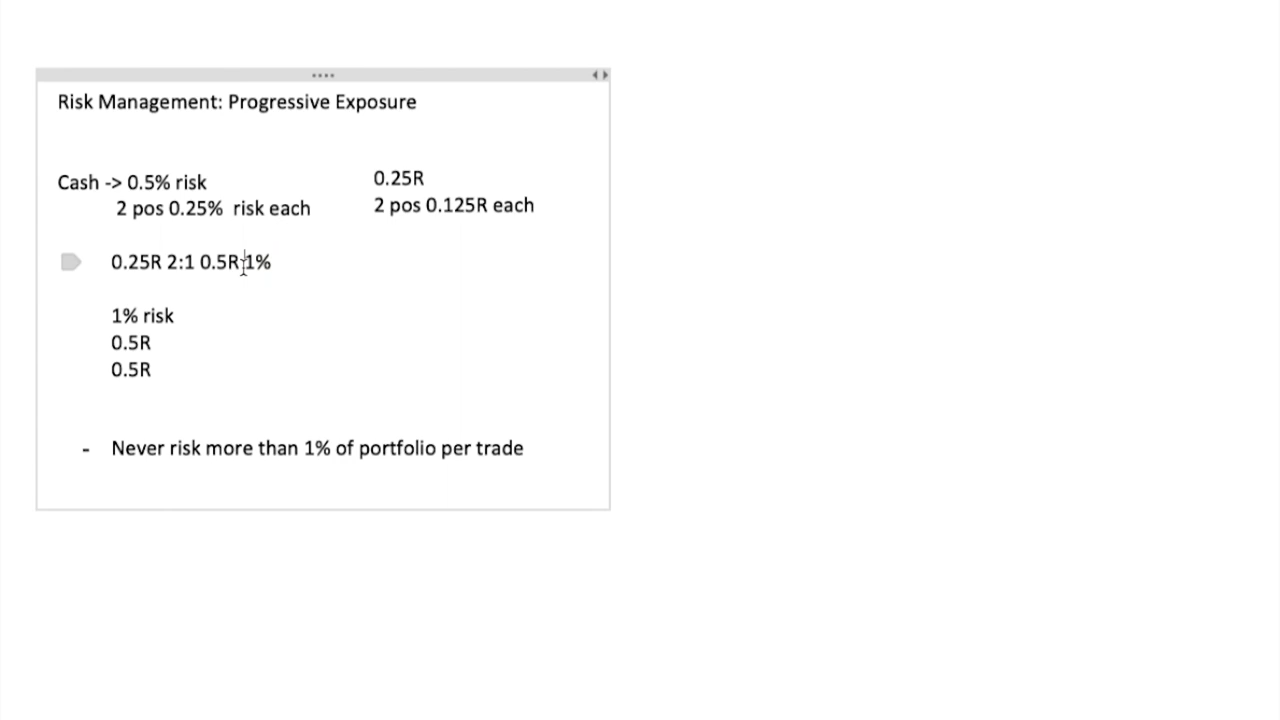 Risk Management: Progressive Exposure
Cash -> 0.5% risk
2 pos 0.25%  risk each
0.25R
2 pos 0.125R each
0.25R 2:1 0.5R 1%
1% risk
0.5R
0.5R
- Never risk more than 1% of portfolio per trade